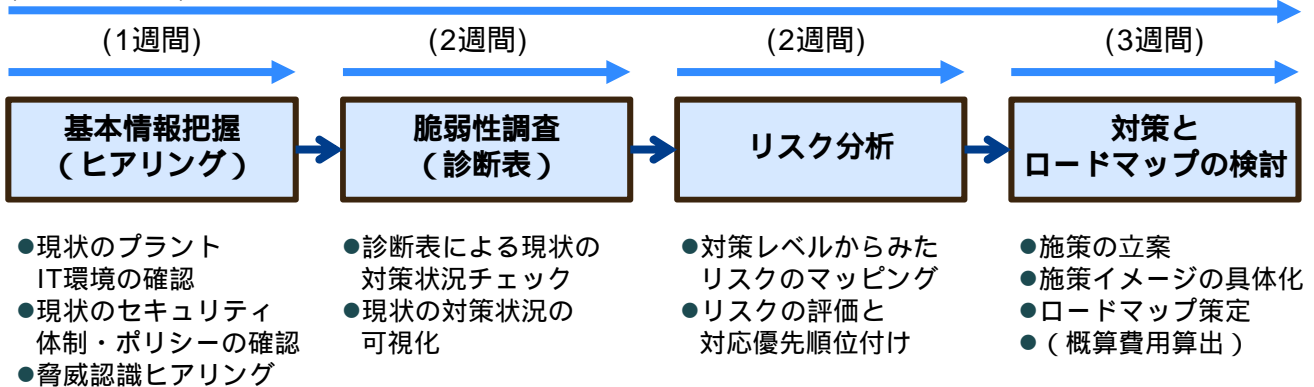 (1週間)
(2週間)
(2週間)
(3週間)
基本情報把握
（ヒアリング）
脆弱性調査
（診断表）
リスク分析
対策と
ロードマップの検討
●現状のプラント
IT環境の確認
●現状のセキュリティ
体制・ポリシーの確認
●脅威認識ヒアリング
●診断表による現状の
対策状況チェック
●現状の対策状況の
可視化
●対策レベルからみた
リスクのマッピング
●リスクの評価と
対応優先順位付け
●施策の立案
●施策イメージの具体化
●ロードマップ策定
●（概算費用算出）